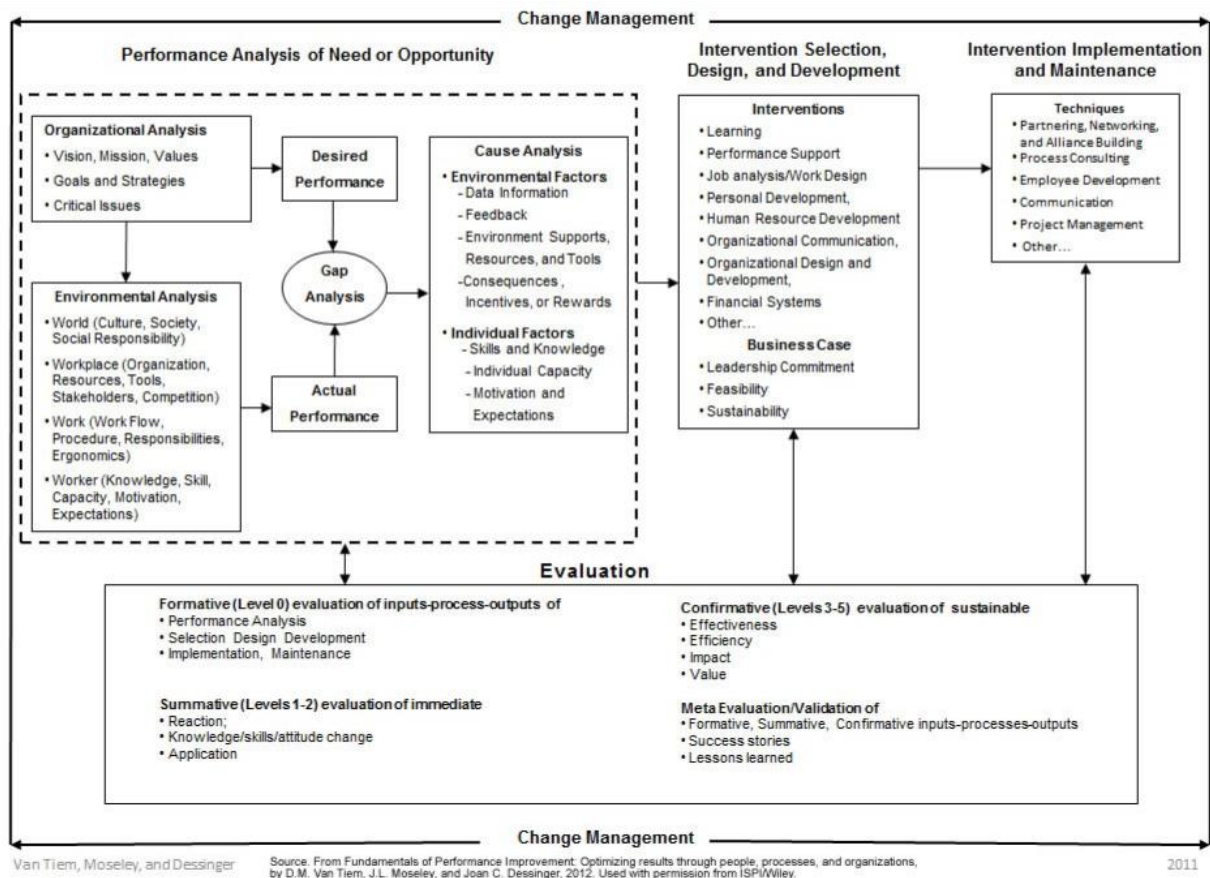 Change Management
Performance Analysis of Need or Opportunity
Intervention Selection,
Design, and Development
Intervention Implementation
and Maintenance
Organizational Analysis
• Vision, Mission, Values
• Goals and Strategies
• Critical Issues
Desired
Performance
Gap
Analysis
Environmental Analysis
• World (Culture, Society,
Social Responsibility)
• Workplace (Organization,
Resources, Tools,
Stakeholders, Competition)
• Work (Work Flow,
Procedure, Responsibilities,
Ergonomics)
• Worker (Knowledge, Skill,
Capacity, Motivation,
Expectations)
Actual
Performance
Cause Analysis
• Environmental Factors
- Data Information
- Feedback
- Environment Supports,
Resources, and Tools
- Consequences ,
Incentives, or Rewards
• Individual Factors
- Skills and Knowledge
- Individual Capacity
- Motivation and
Expectations
Interventions
• Learning
• Performance Support
• Job analysis/Work Design
• Personal Development,
• Human Resource Development
• Organizational Communication,
• Organizational Design and
Development,
• Financial Systems
• Other...
Business Case
• Leadership Commitment
• Feasibility
• Sustainability
Techniques
• Partnering, Networking,
and Alliance Building
• Process Consulting
• Employee Development
• Communication
• Project Management
• Other...
Evaluation
Formative (Level 0) evaluation of inputs-process-outputs of
• Performance Analysis
• Selection Design Development
• Implementation, Maintenance
Summative (Levels 1-2) evaluation of immediate
• Reaction;
• Knowledge/skills/attitude change
• Application
Confirmative (Levels 3-5) evaluation of sustainable
• Effectiveness
• Efficiency
• Impact
• Value
Meta Evaluation/Validation of
• Formative, Summative, Confirmative inputs-processes-outputs
• Success stories
• Lessons learned
Change Management
Van Tiem, Moseley, and Dessinger
Source. From Fundamentals of Performance Improvement: Optimizing results through people, processes, and organizations,
by D.M. Van Tiem, J.L. Moseley, and Joan C. Dessinger, 2012. Used with permission from ISPI/Wiley.
2011